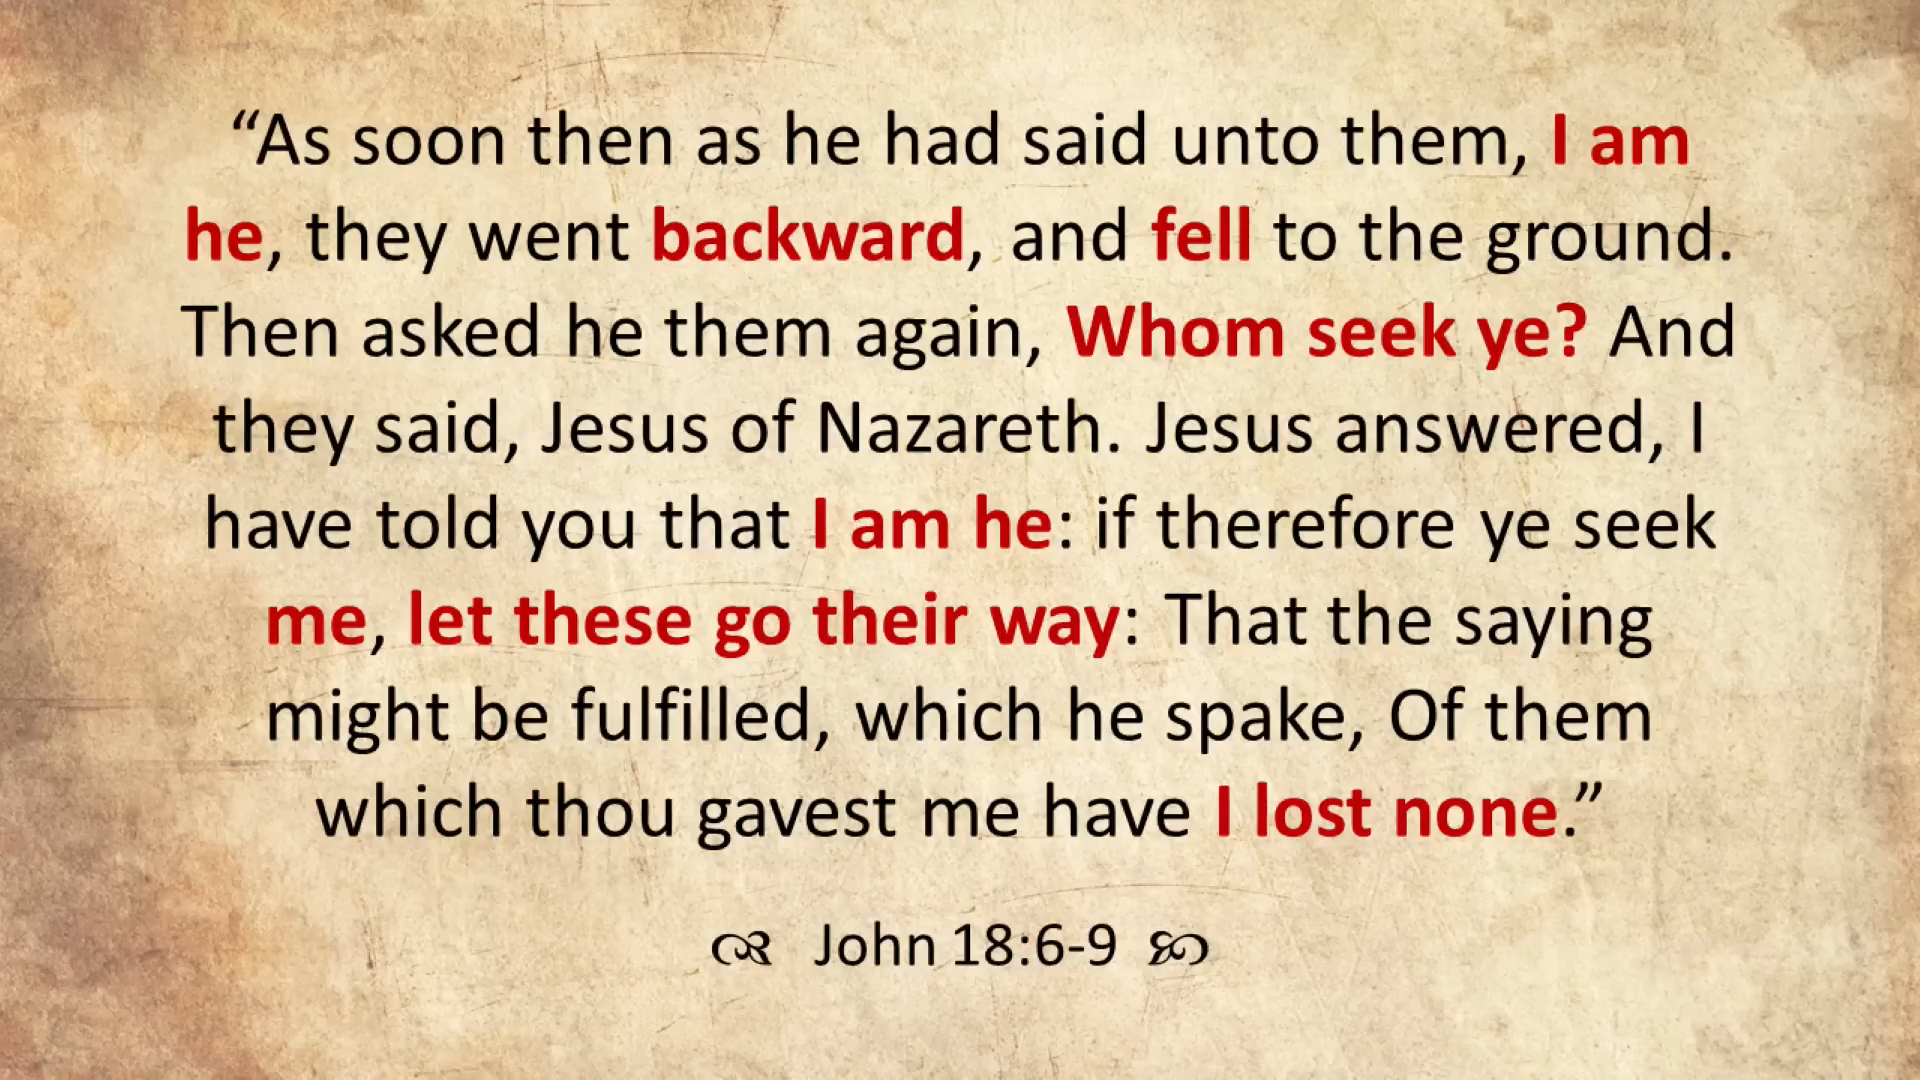 “As soon then as he had said unto them, I am
he, they went backward, and fell to the ground.
Then asked he them again, Whom seek ye? And
they said, Jesus of Nazareth. Jesus answered, I
have told you that I am he: if therefore ye seek
me, let these go their way: That the saying
might be fulfilled, which he spake, Of them
which thou gavest me have I lost none.”
John 18:6-9